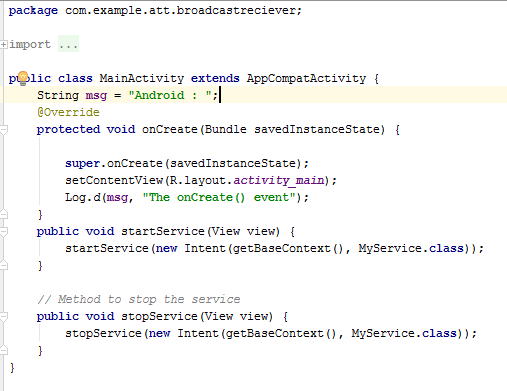 package com.example.att.broadcastreciever;
import ...
public class MainActivity extends AppCompatActivity {
String msg = "Android : ";
@Override
protected void onCreate(Bundle savedInstanceState) {
super.onCreate(savedInstanceState);
setContentView(R.layout.activity_main);
Log.d(msg, "The onCreate() event");
}
public void startService(View view) {
startService(new Intent(getBaseContext(), MyService.class));
}
// Method to stop the service
public void stopService(View view) {
stopService(new Intent(getBaseContext(), MyService.class));
}
}